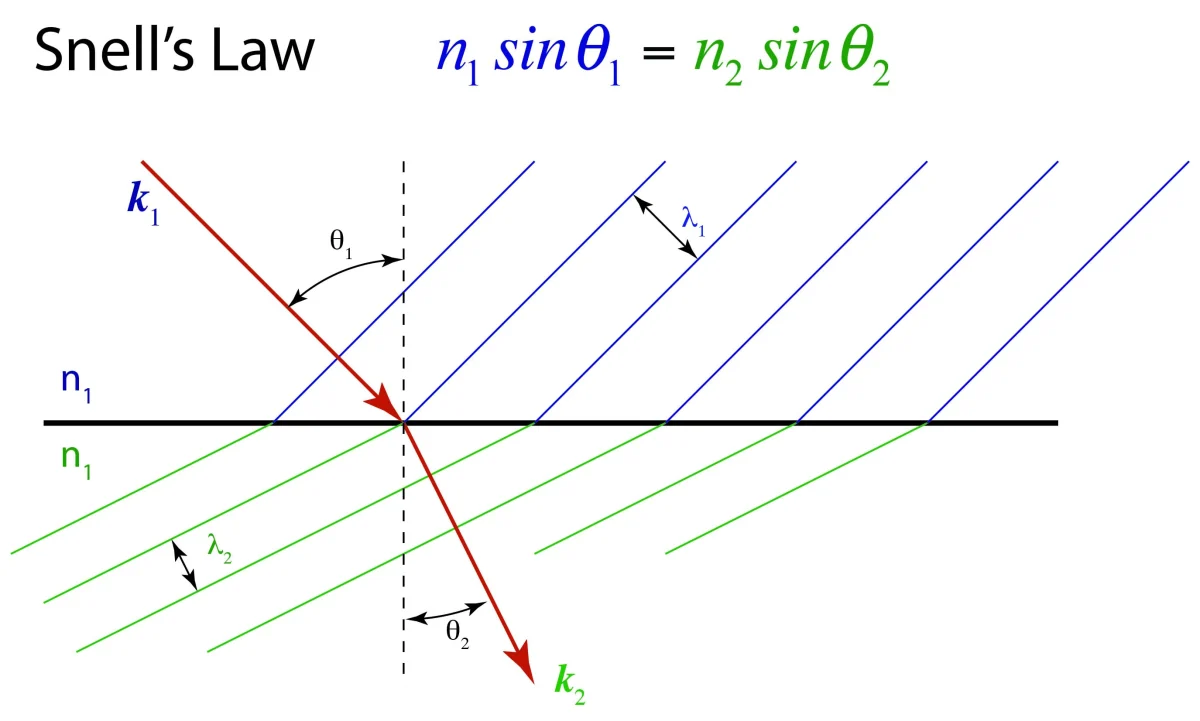 Snell's Law n₁ sinθ₁ = n₂ sinθ₂
k₁
θ₁
λ₁
n₁
n₁
λ₂
θ₂
k₂